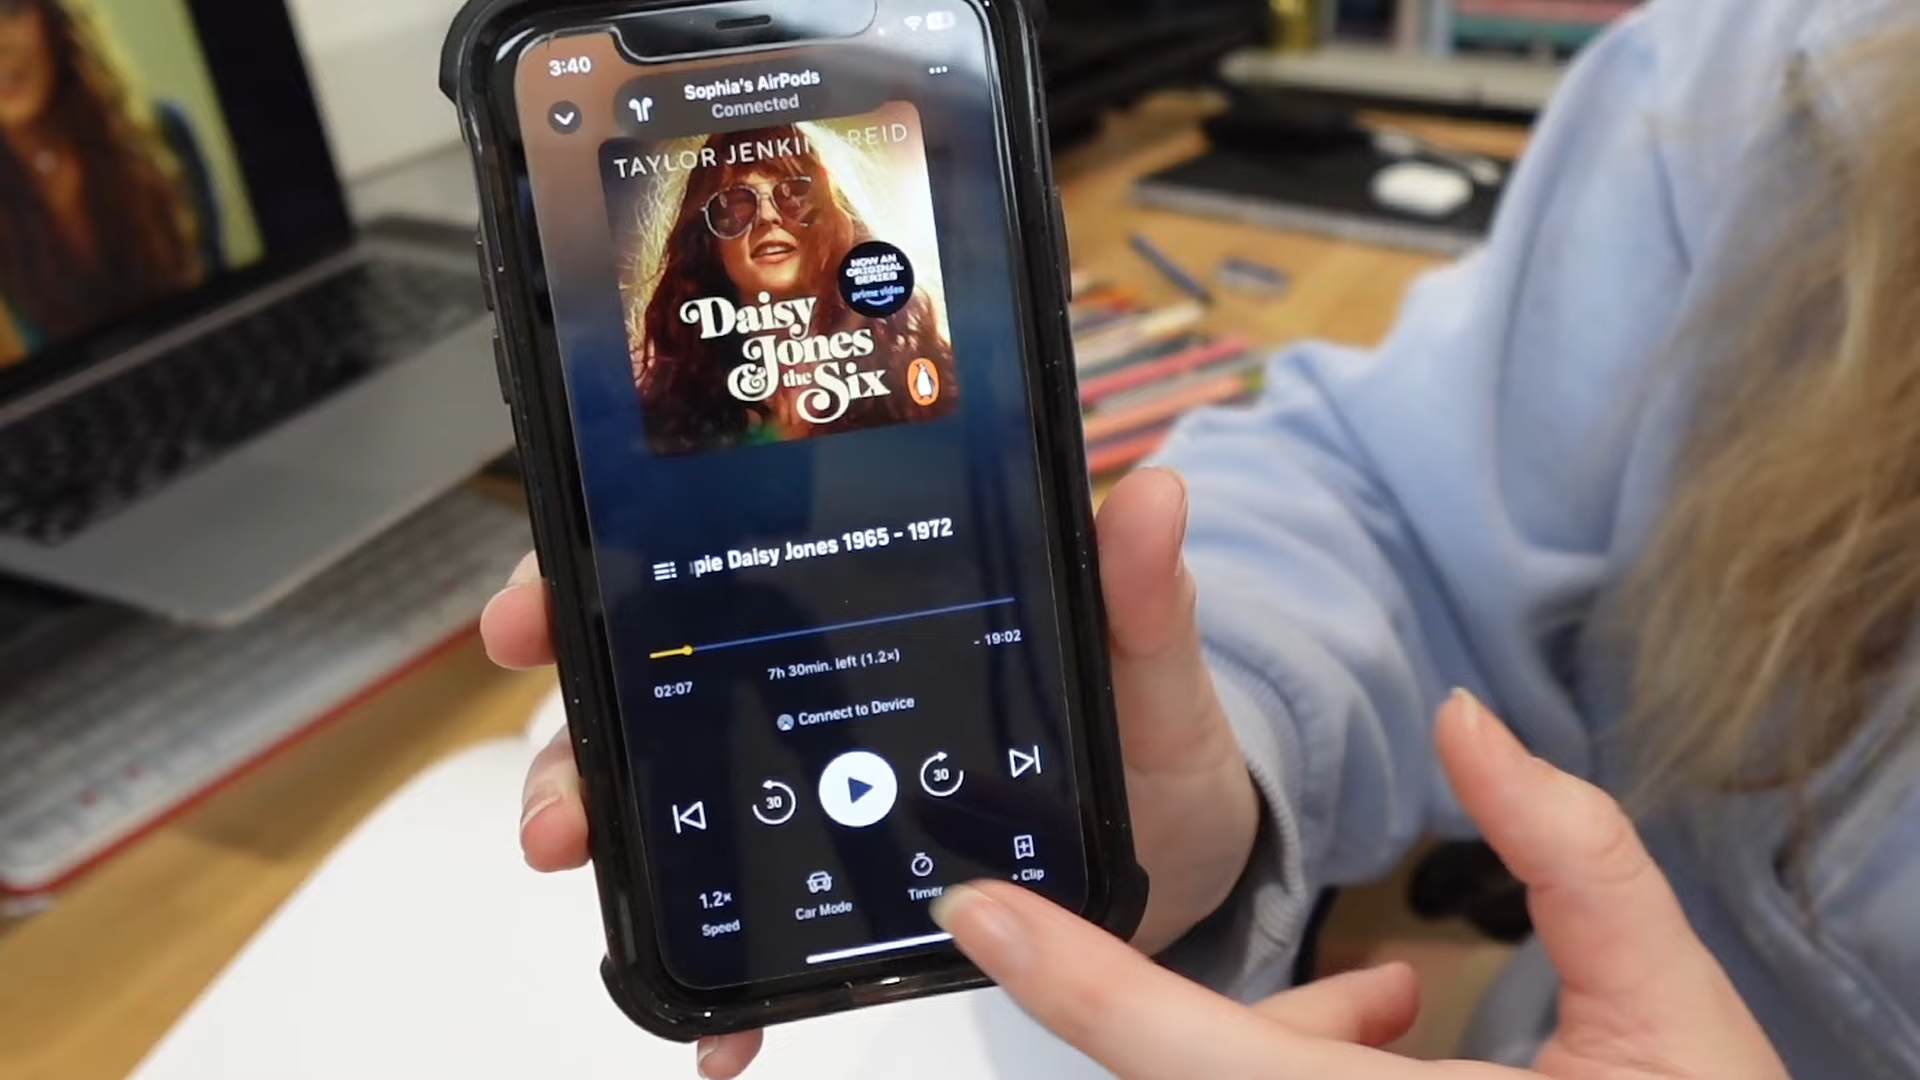 3:40
Sophia's AirPods
Connected
TAYLOR JENKIN REID
NOW AN
ORIGINAL
SERIES
prime video
Daisy
Jones
& the Six
pie Daisy Jones 1965 - 1972
02:07
7h 30min. left (1.2×)
- 19:02
Connect to Device
30
30
1.2×
Speed
Car Mode
Timer
+ Clip